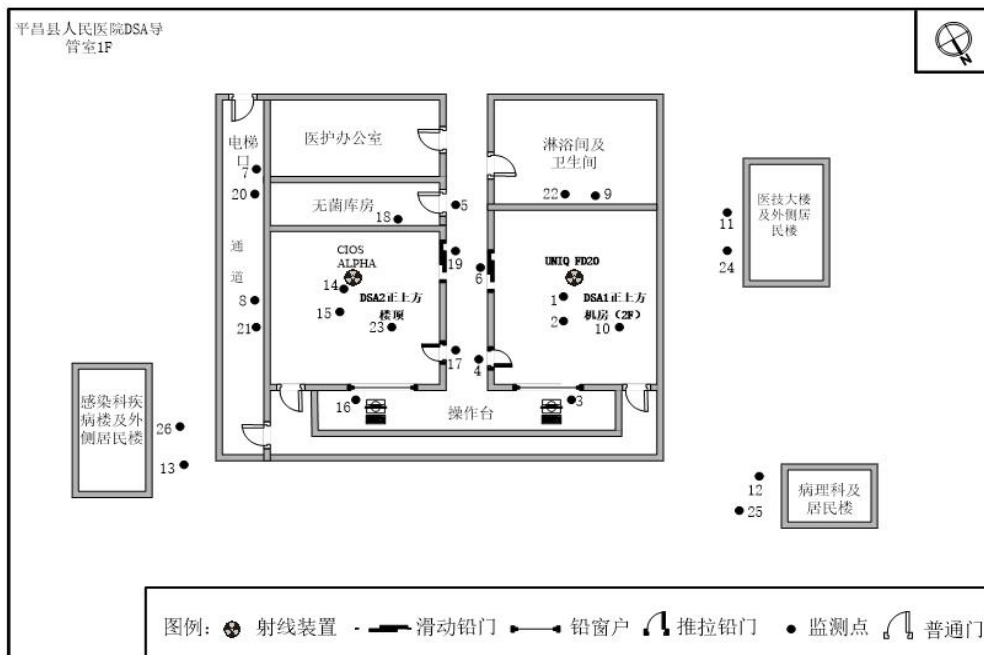 平昌县人民医院DSA导
管室1F
N
医护办公室
淋浴间及
卫生间
电梯
口
7
20
22
9
5
无菌库房
18
医技大楼
及外侧居
民楼
11
24
CIOS
ALPHA
19
6
UNIQ FD20
通
道
14
DSA2正上方
楼顶
15
23
8
21
1
2
DSA1正上方
机房（2F）
10
17
4
16
3
操作台
感染科疾
病楼及外
侧居民楼
26
13
12
25
病理科及
居民楼
图例：
射线装置
滑动铅门
铅窗户
推拉铅门
监测点
普通门